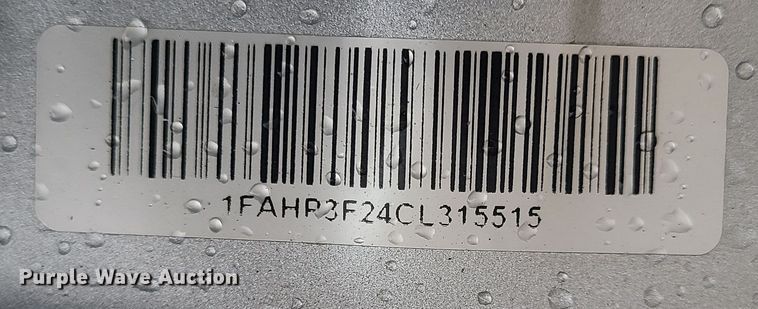 1FAHP3F24CL315515
Purple Wave Auction